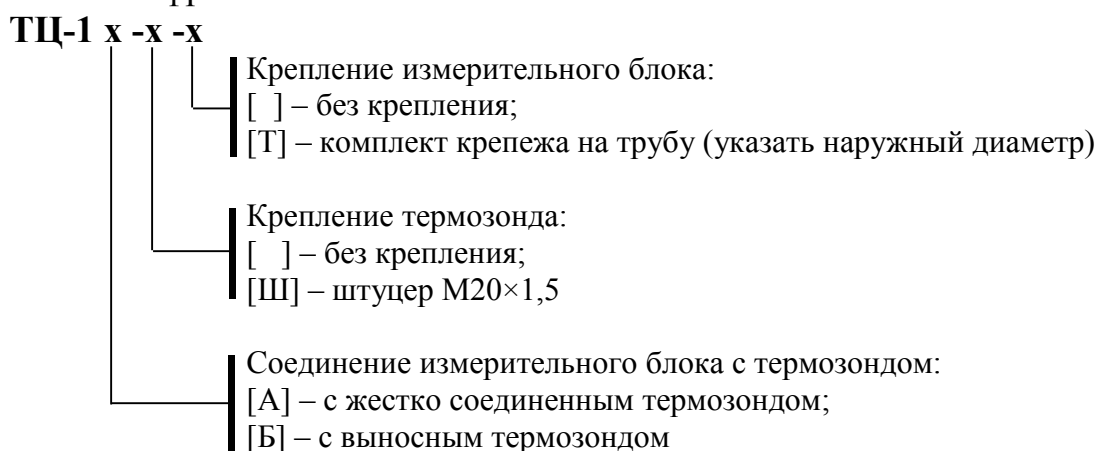 ТЦ-1 х -х -х
Крепление измерительного блока:
[ ] – без крепления;
[Т] – комплект крепежа на трубу (указать наружный диаметр)
Крепление термозонда:
[ ] – без крепления;
[Ш] – штуцер М20×1,5
Соединение измерительного блока с термозондом:
[А] – с жестко соединенным термозондом;
[Б] – с выносным термозондом